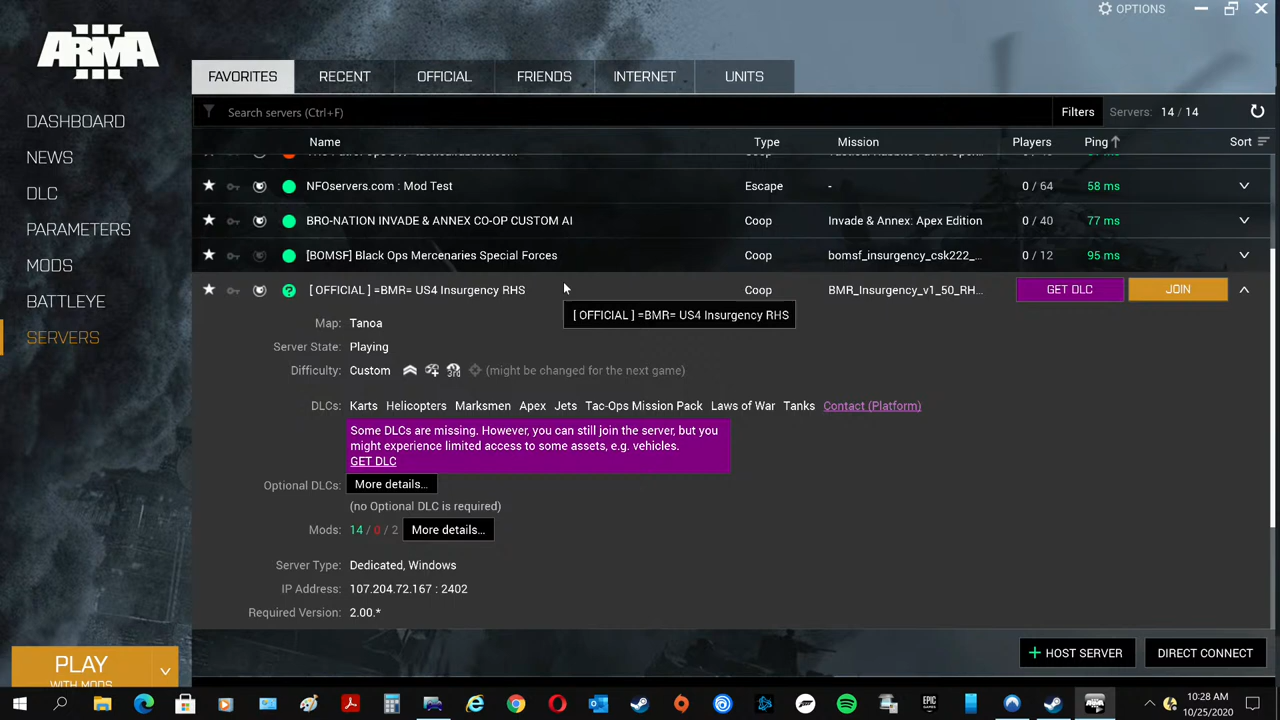 OPTIONS
ARMA
III
FAVORITES RECENT OFFICIAL FRIENDS INTERNET UNITS
Search servers (Ctrl+F) Filters Servers: 14 / 14
DASHBOARD
NEWS
DLC
PARAMETERS
MODS
BATTLEYE
SERVERS
Name Type Mission Players Ping Sort
NFOservers.com : Mod Test Escape - 0 / 64 58 ms
BRO-NATION INVADE & ANNEX CO-OP CUSTOM AI Coop Invade & Annex: Apex Edition 0 / 40 77 ms
[BOMSF] Black Ops Mercenaries Special Forces Coop bomsf_insurgency_csk222_... 0 / 12 95 ms
[ OFFICIAL ] =BMR= US4 Insurgency RHS Coop BMR_Insurgency_v1_50_RH... GET DLC JOIN
[ OFFICIAL ] =BMR= US4 Insurgency RHS
Map: Tanoa
Server State: Playing
Difficulty: Custom (might be changed for the next game)
DLCs: Karts Helicopters Marksmen Apex Jets Tac-Ops Mission Pack Laws of War Tanks Contact (Platform)
Some DLCs are missing. However, you can still join the server, but you
might experience limited access to some assets, e.g. vehicles.
GET DLC
Optional DLCs: More details...
(no Optional DLC is required)
Mods: 14 / 0 / 2 More details...
Server Type: Dedicated, Windows
IP Address: 107.204.72.167 : 2402
Required Version: 2.00.*
PLAY
WITH MODS
+ HOST SERVER DIRECT CONNECT
10:28 AM
10/25/2020